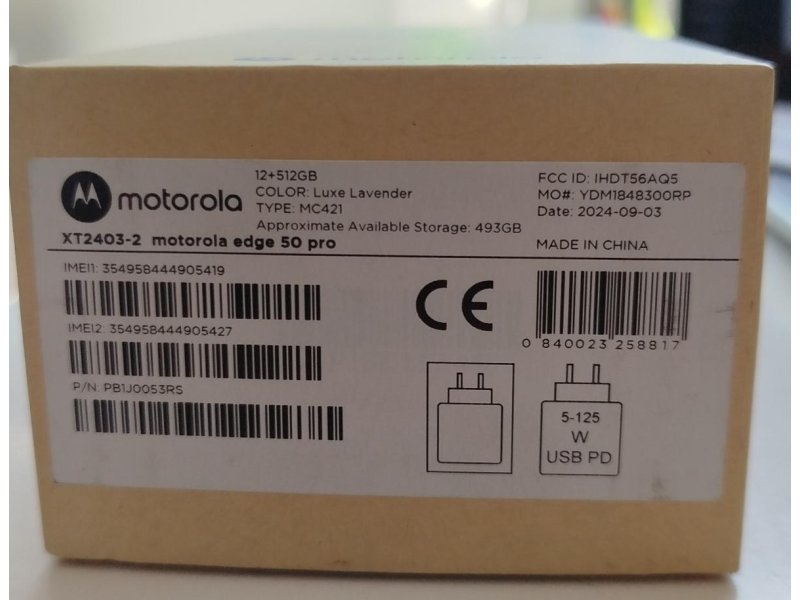 motorola
12+512GB
COLOR: Luxe Lavender
TYPE: MC421
Approximate Available Storage: 493GB
XT2403-2 motorola edge 50 pro
FCC ID: IHDT56AQ5
MO#: YDM1848300RP
Date: 2024-09-03
MADE IN CHINA
IMEI1: 354958444905419
IMEI2: 354958444905427
P/N: PB1J0053RS
CE
0 840023 258817
5-125
W
USB PD